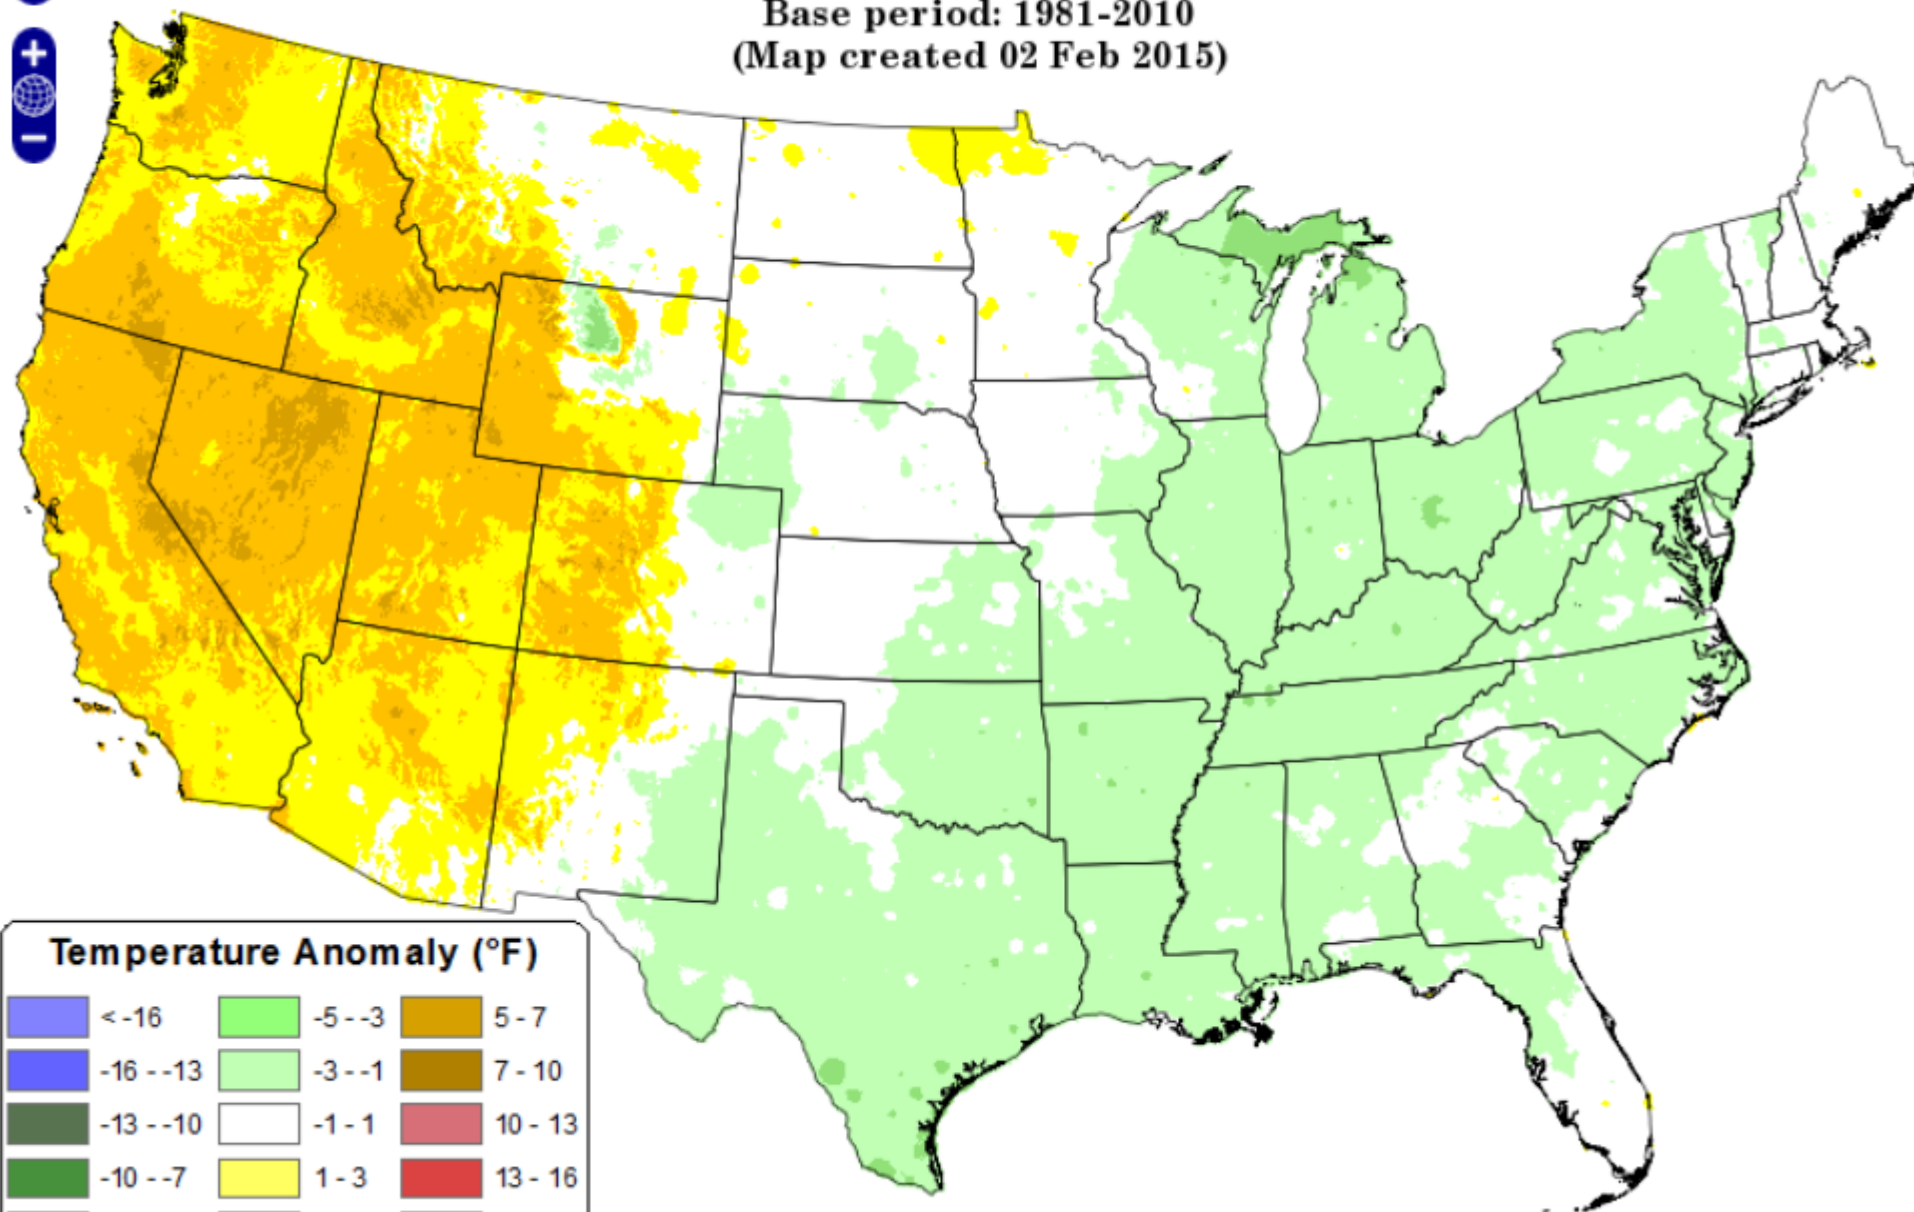 Base period: 1981-2010
(Map created 02 Feb 2015)
+
−
Temperature Anomaly (°F)
< -16
-5 - -3
5 - 7
-16 - -13
-3 - -1
7 - 10
-13 - -10
-1 - 1
10 - 13
-10 - -7
1 - 3
13 - 16